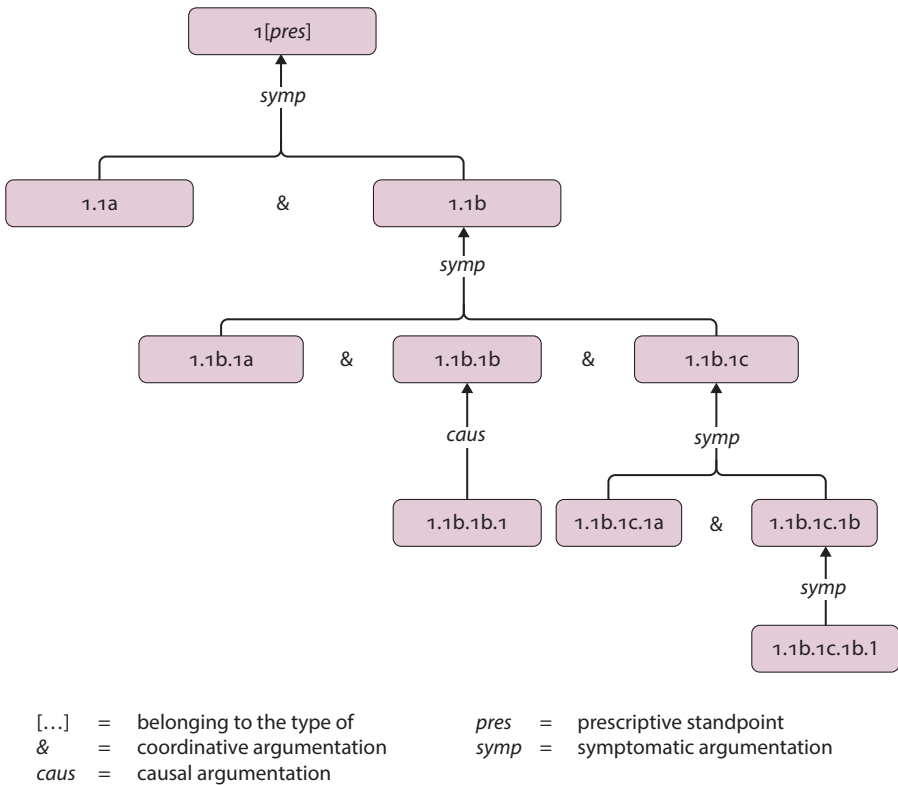 1[pres]
symp
1.1a & 1.1b
symp
1.1b.1a & 1.1b.1b & 1.1b.1c
caus symp
1.1b.1b.1 1.1b.1c.1a & 1.1b.1c.1b
symp
1.1b.1c.1b.1
[…] = belonging to the type of
& = coordinative argumentation
caus = causal argumentation
pres = prescriptive standpoint
symp = symptomatic argumentation